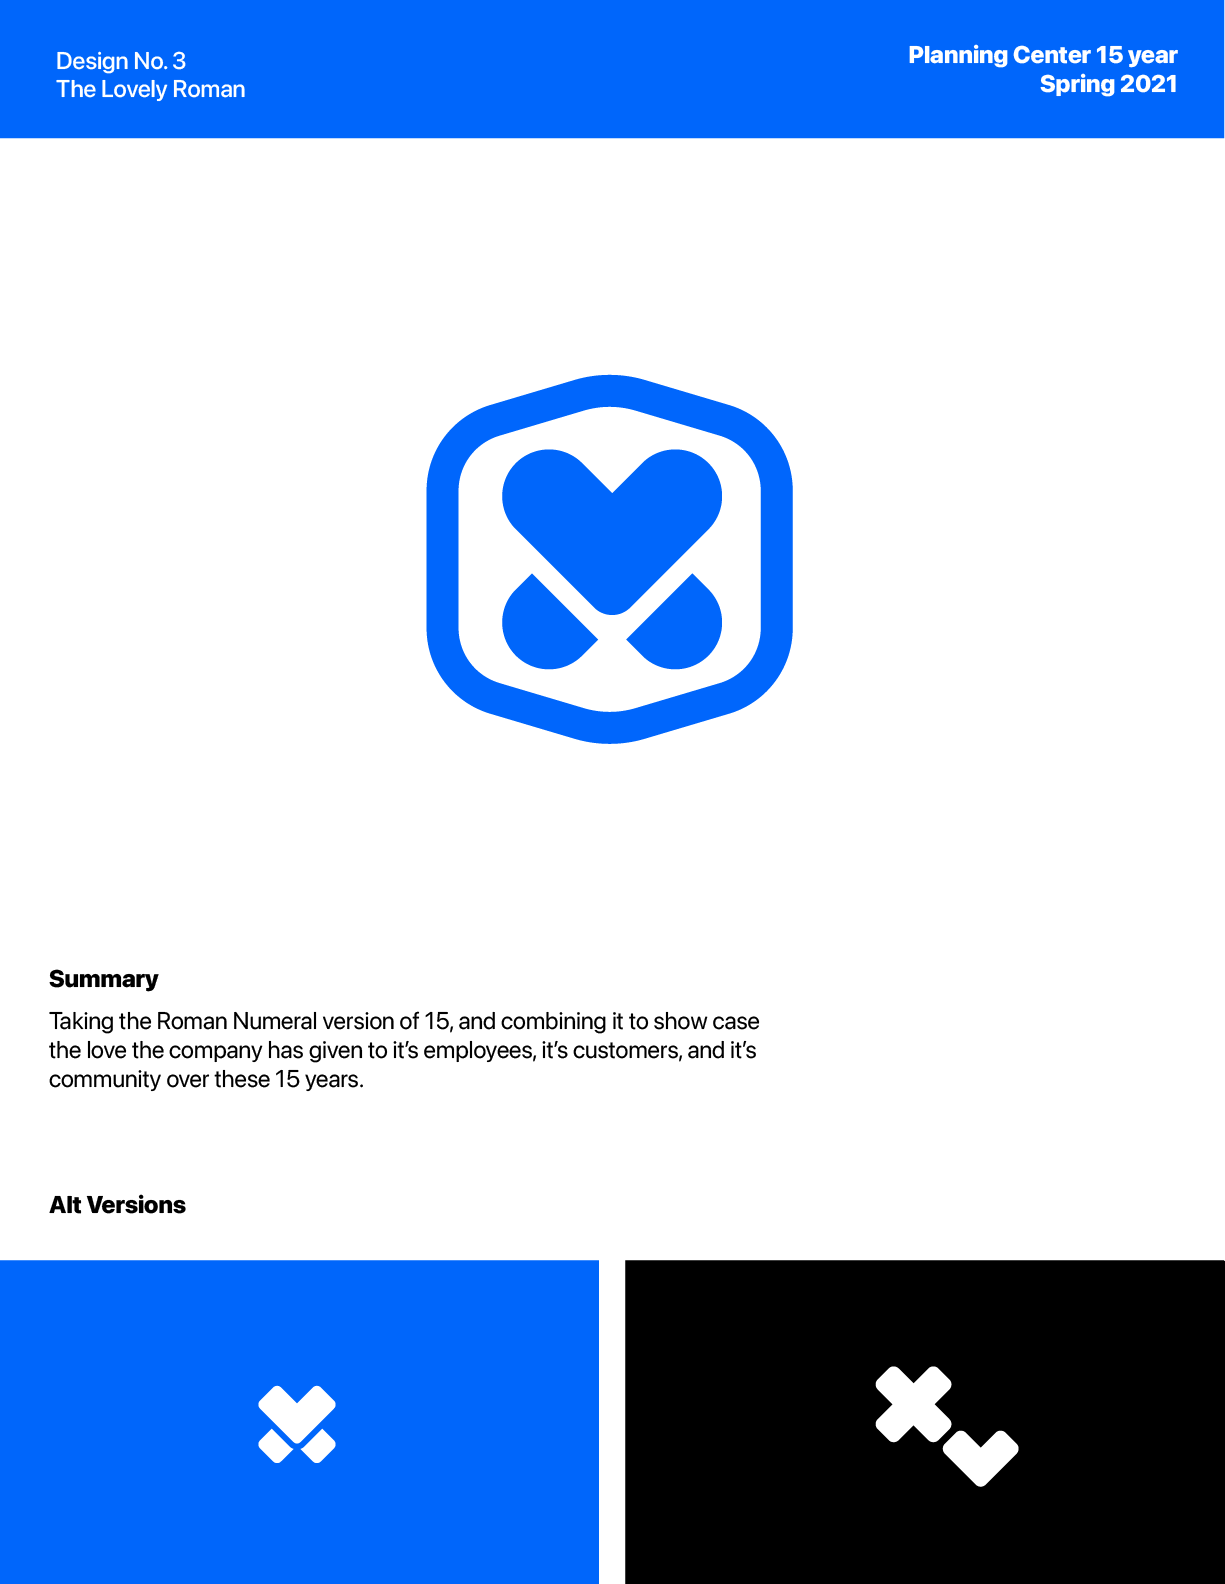 Design No. 3
The Lovely Roman
Planning Center 15 year
Spring 2021
Summary
Taking the Roman Numeral version of 15, and combining it to show case
the love the company has given to it’s employees, it’s customers, and it’s
community over these 15 years.
Alt Versions